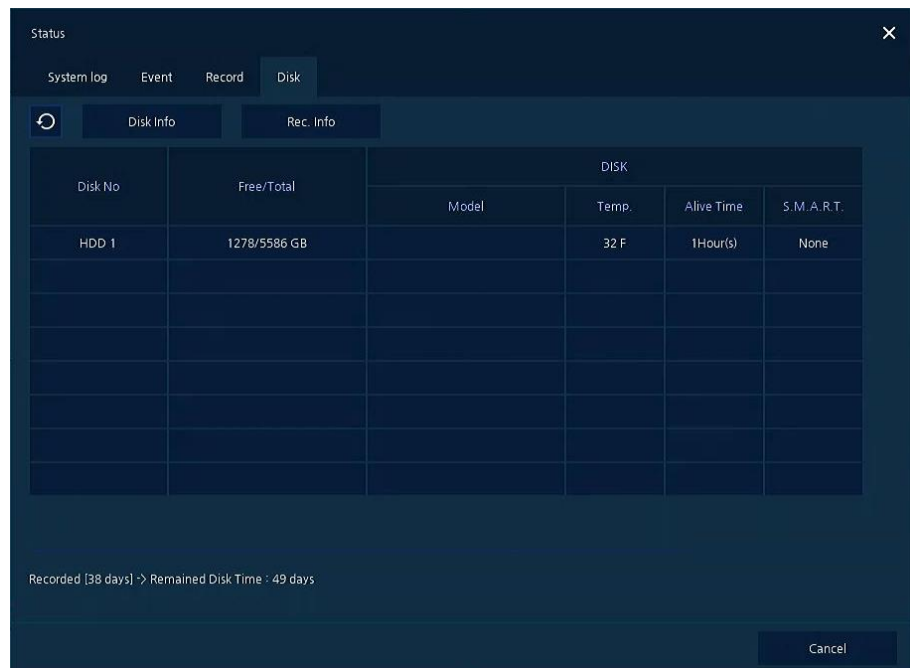 Status
System log Event Record Disk
Disk Info Rec. Info
Disk No Free/Total DISK
Model Temp. Alive Time S.M.A.R.T.
HDD 1 1278/5586 GB 32 F 1Hour(s) None
Recorded [38 days] -> Remained Disk Time : 49 days
Cancel